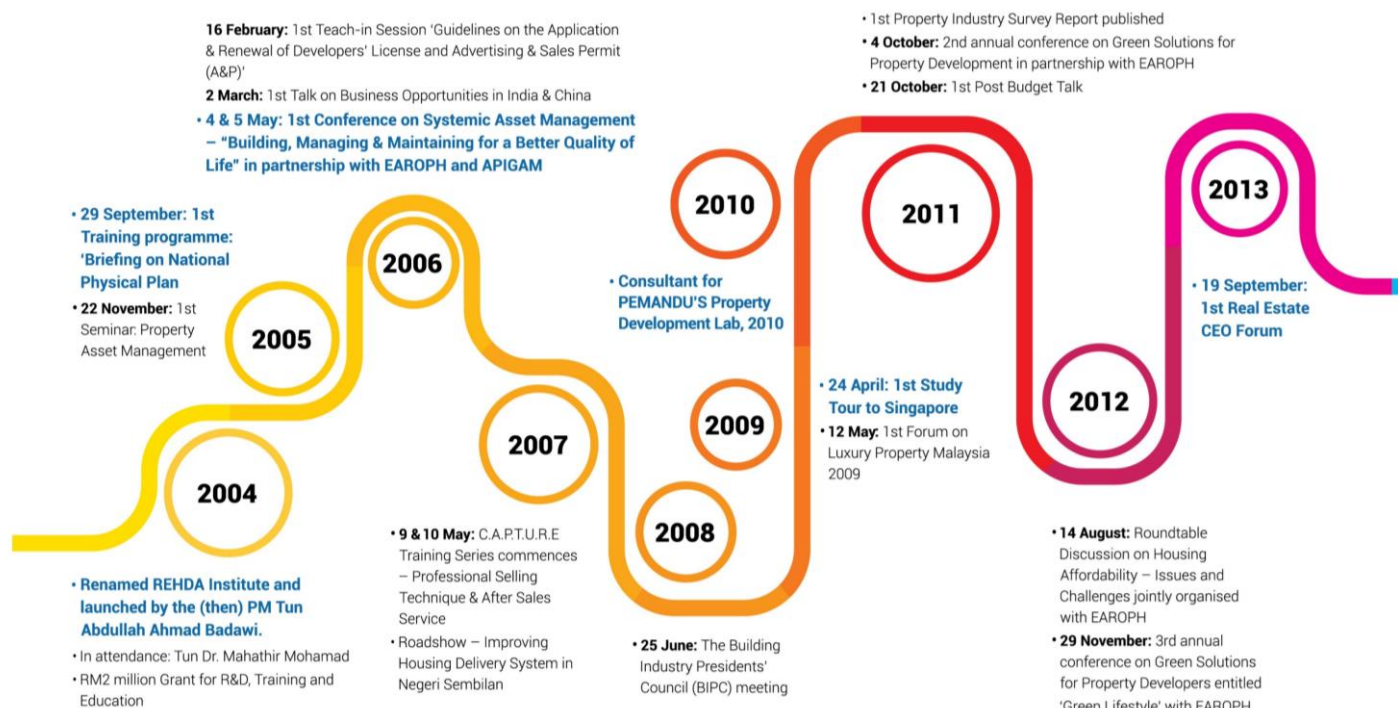 16 February: 1st Teach-in Session ‘Guidelines on the Application
& Renewal of Developers’ License and Advertising & Sales Permit
(A&P)’
2 March: 1st Talk on Business Opportunities in India & China
• 4 & 5 May: 1st Conference on Systemic Asset Management
– “Building, Managing & Maintaining for a Better Quality of
Life” in partnership with EAROPH and APIGAM
• 1st Property Industry Survey Report published
• 4 October: 2nd annual conference on Green Solutions for
Property Development in partnership with EAROPH
• 21 October: 1st Post Budget Talk
• 29 September: 1st
Training programme:
‘Briefing on National
Physical Plan
• 22 November: 1st
Seminar: Property
Asset Management
2005
2006
2010
2011
2013
• Consultant for
PEMANDU’S Property
Development Lab, 2010
• 19 September:
1st Real Estate
CEO Forum
2004
2007
2008
2009
• 24 April: 1st Study
Tour to Singapore
• 12 May: 1st Forum on
Luxury Property Malaysia
2009
2012
• Renamed REHDA Institute and
launched by the (then) PM Tun
Abdullah Ahmad Badawi.
• In attendance: Tun Dr. Mahathir Mohamad
• RM2 million Grant for R&D, Training and
Education
• 9 & 10 May: C.A.P.T.U.R.E
Training Series commences
– Professional Selling
Technique & After Sales
Service
• Roadshow – Improving
Housing Delivery System in
Negeri Sembilan
• 25 June: The Building
Industry Presidents’
Council (BIPC) meeting
• 14 August: Roundtable
Discussion on Housing
Affordability – Issues and
Challenges jointly organised
with EAROPH
• 29 November: 3rd annual
conference on Green Solutions
for Property Developers entitled
‘Green Lifestyle’ with EAROPH